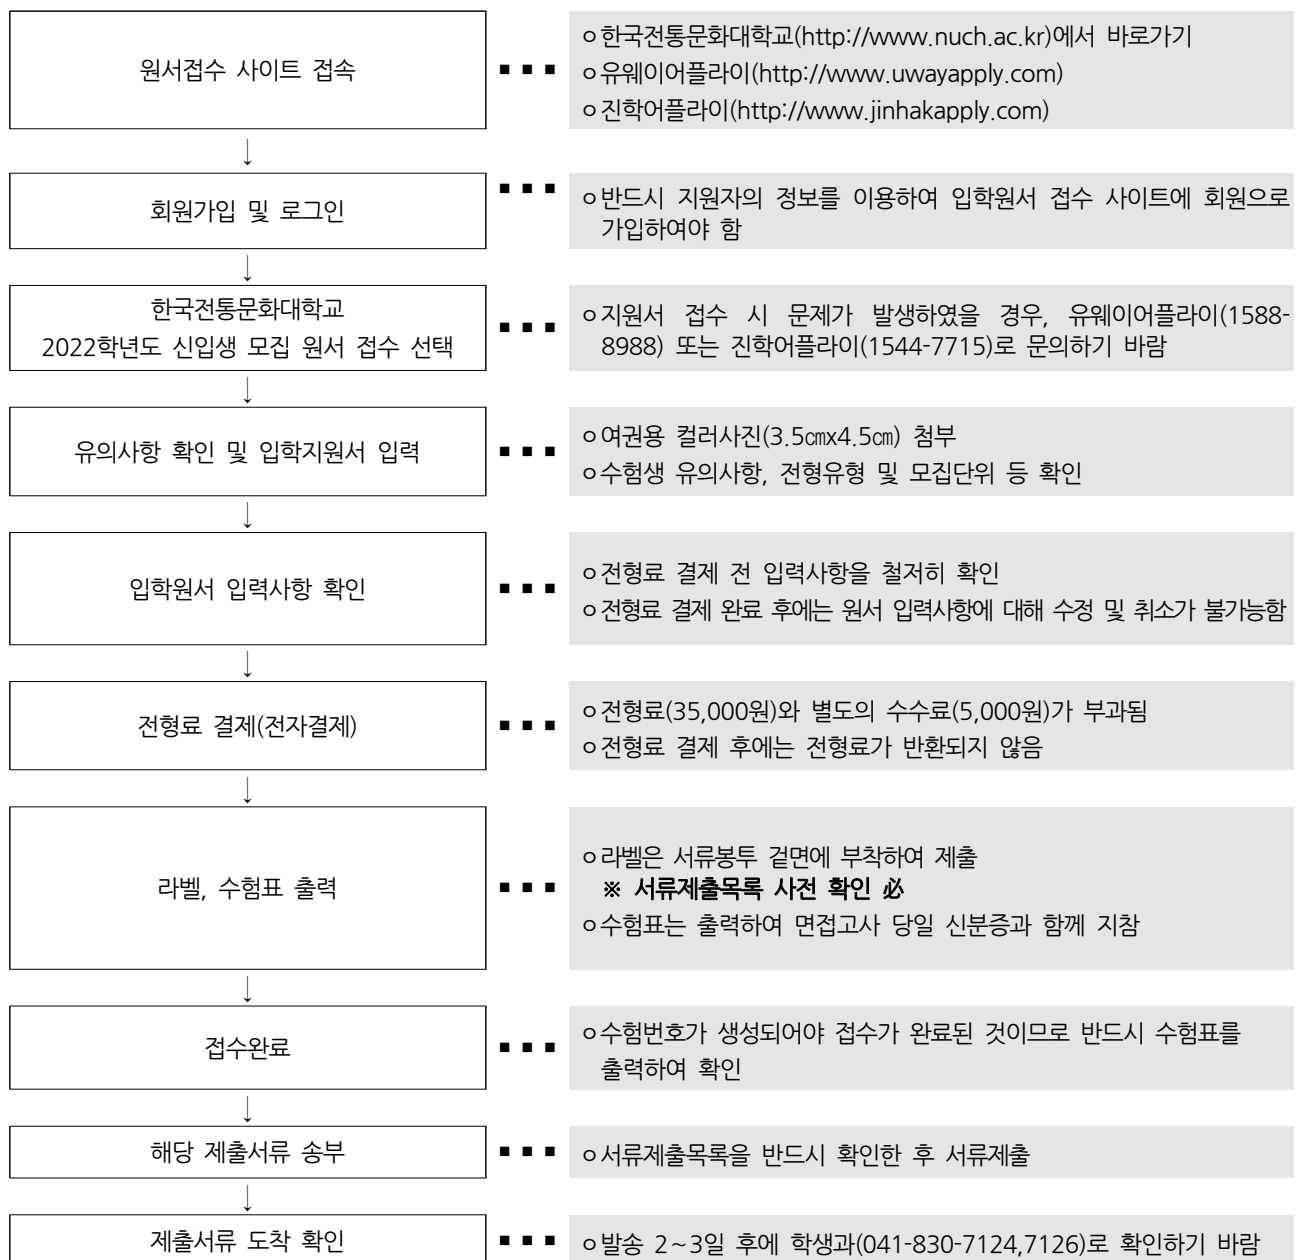 원서접수 사이트 접속
ㅇ한국전통문화대학교(http://www.nuch.ac.kr)에서 바로가기
ㅇ유웨이어플라이(http://www.uwayapply.com)
ㅇ진학어플라이(http://www.jinhakapply.com)
↓
회원가입 및 로그인
ㅇ반드시 지원자의 정보를 이용하여 입학원서 접수 사이트에 회원으로
가입하여야 함
↓
한국전통문화대학교
2022학년도 신입생 모집 원서 접수 선택
ㅇ지원서 접수 시 문제가 발생하였을 경우, 유웨이어플라이(1588-
8988) 또는 진학어플라이(1544-7715)로 문의하기 바람
↓
유의사항 확인 및 입학지원서 입력
ㅇ여권용 컬러사진(3.5㎝x4.5㎝) 첨부
ㅇ수험생 유의사항, 전형유형 및 모집단위 등 확인
↓
입학원서 입력사항 확인
ㅇ전형료 결제 전 입력사항을 철저히 확인
ㅇ전형료 결제 완료 후에는 원서 입력사항에 대해 수정 및 취소가 불가능함
↓
전형료 결제(전자결제)
ㅇ전형료(35,000원)와 별도의 수수료(5,000원)가 부과됨
ㅇ전형료 결제 후에는 전형료가 반환되지 않음
↓
라벨, 수험표 출력
ㅇ라벨은 서류봉투 겉면에 부착하여 제출
※ 서류제출목록 사전 확인 必
ㅇ수험표는 출력하여 면접고사 당일 신분증과 함께 지참
↓
접수완료
ㅇ수험번호가 생성되어야 접수가 완료된 것이므로 반드시 수험표를
출력하여 확인
↓
해당 제출서류 송부
ㅇ서류제출목록을 반드시 확인한 후 서류제출
↓
제출서류 도착 확인
ㅇ발송 2~3일 후에 학생과(041-830-7124,7126)로 확인하기 바람